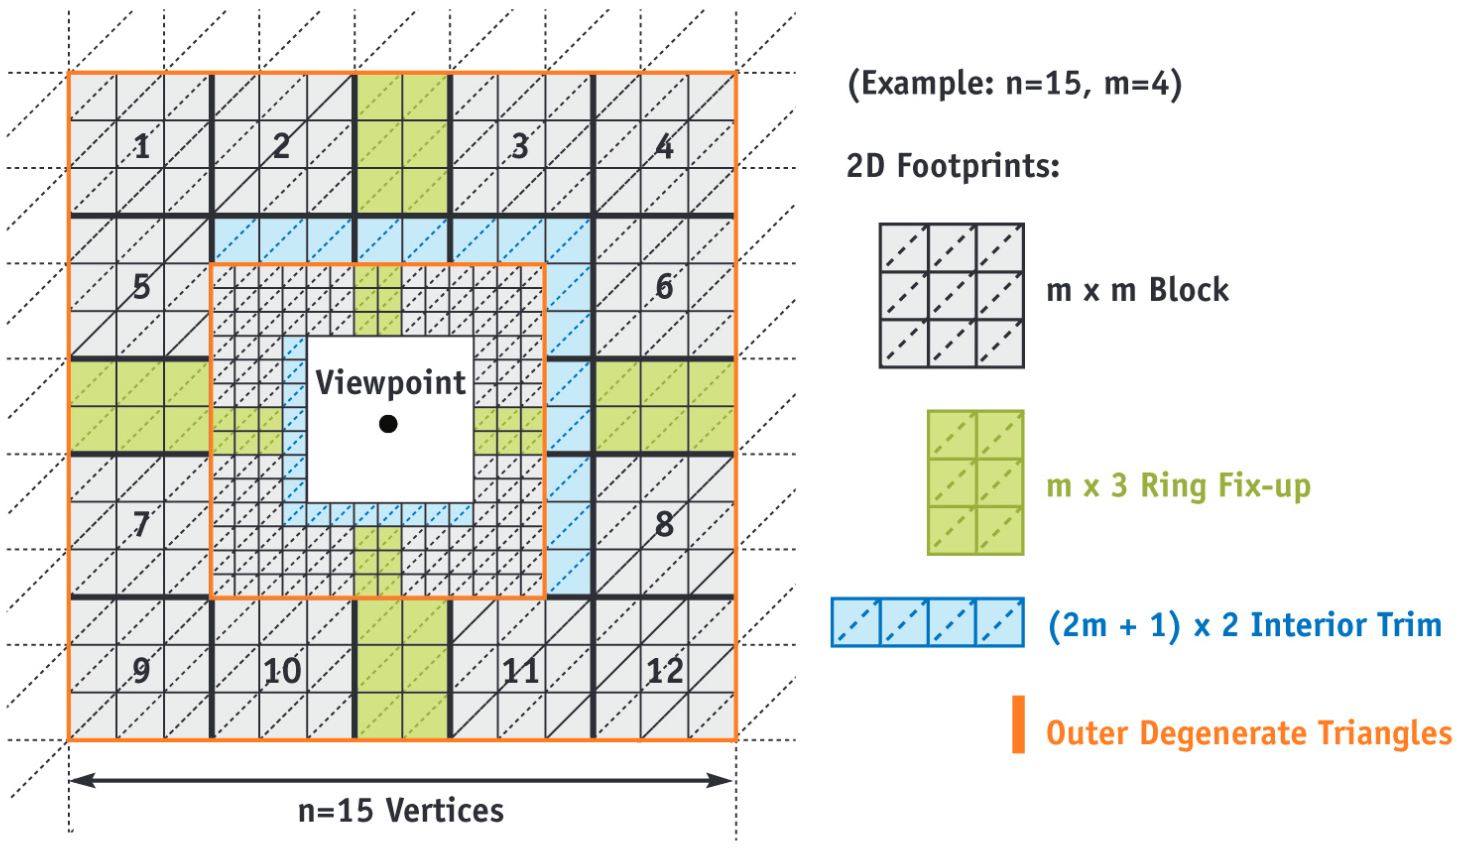 (Example: n=15, m=4)
2D Footprints:
1
2
3
4
5
6
m x m Block
Viewpoint
m x 3 Ring Fix-up
7
8
(2m + 1) x 2 Interior Trim
9
10
11
12
Outer Degenerate Triangles
n=15 Vertices